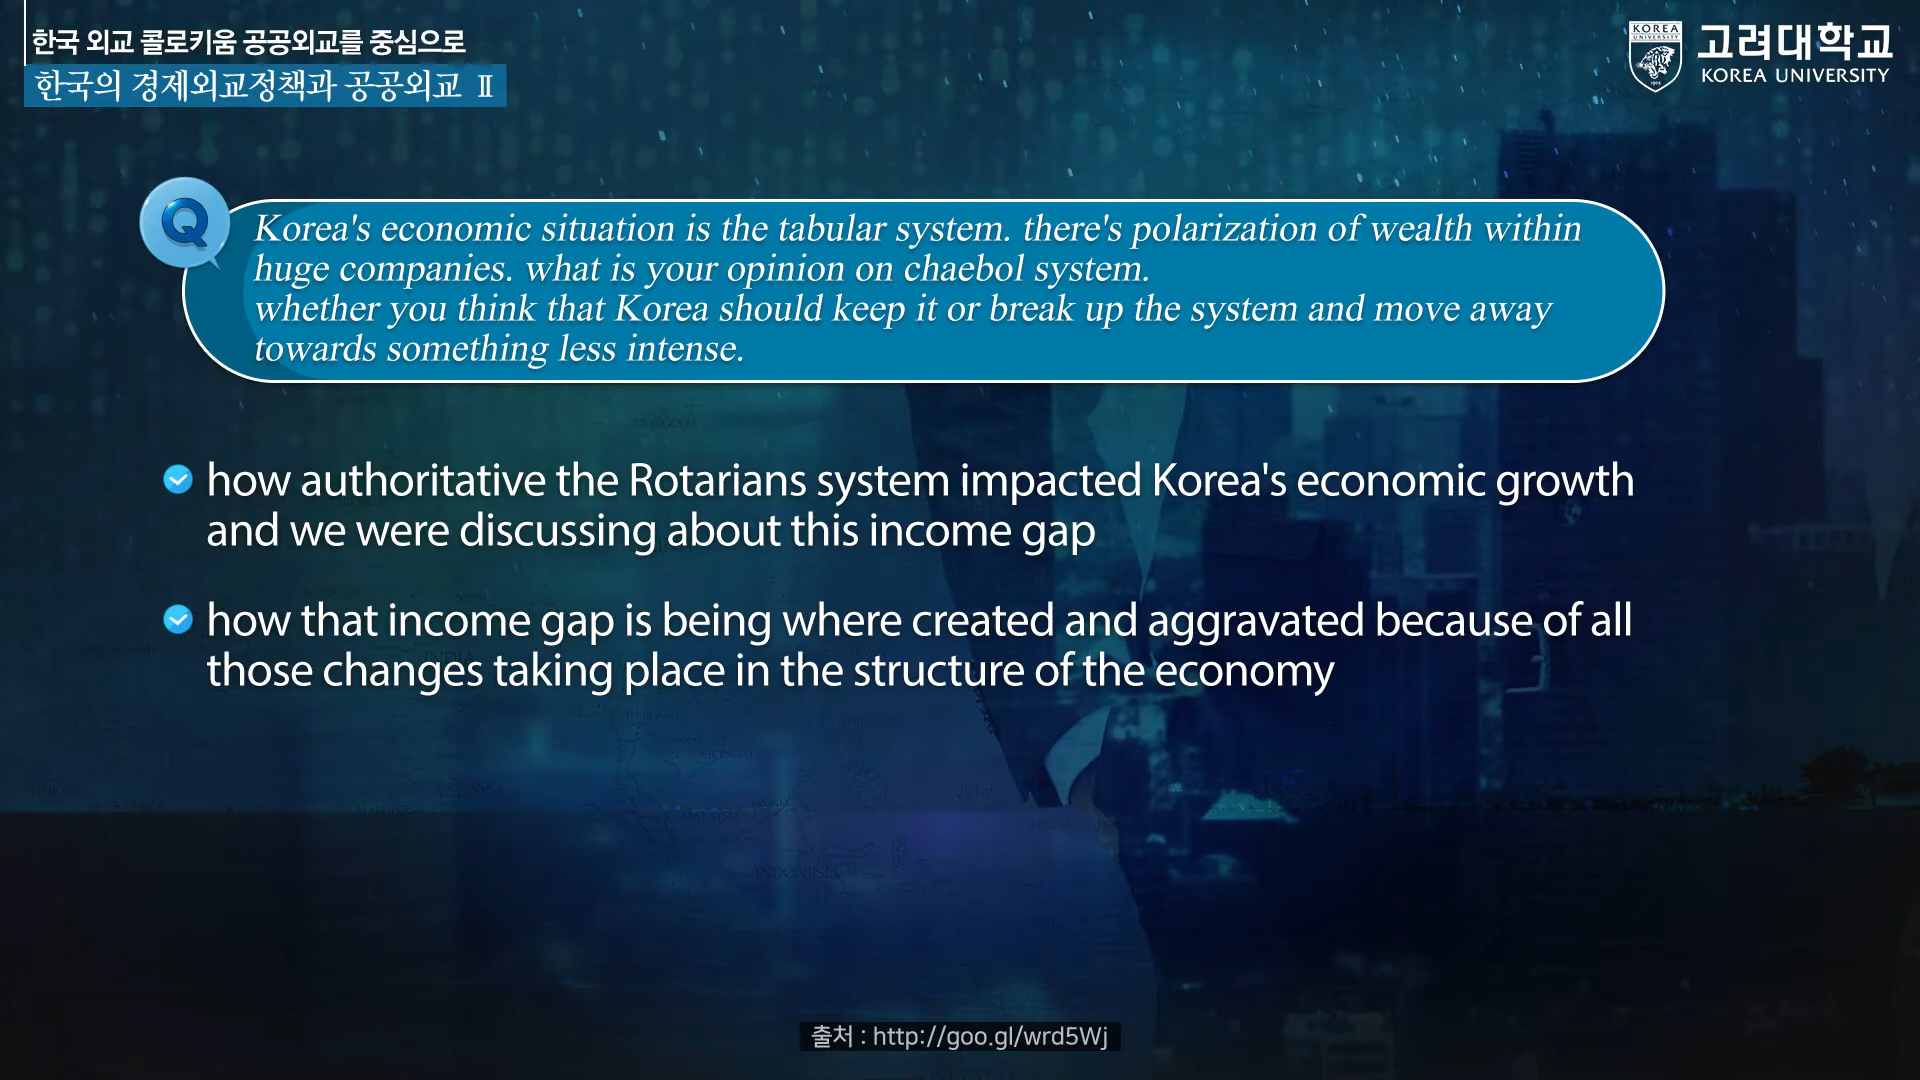 한국 외교 콜로키움 공공외교를 중심으로
한국의 경제외교정책과 공공외교 Ⅱ
KOREA
UNIVERSITY
1905
고려대학교
KOREA UNIVERSITY
Q
Korea's economic situation is the tabular system. there's polarization of wealth within
huge companies. what is your opinion on chaebol system.
whether you think that Korea should keep it or break up the system and move away
towards something less intense.
how authoritative the Rotarians system impacted Korea's economic growth
and we were discussing about this income gap
how that income gap is being where created and aggravated because of all
those changes taking place in the structure of the economy
MONGOLIA
INDIA
VIETNAM
MALAYSIA
INDONESIA
출처 : http://goo.gl/wrd5Wj